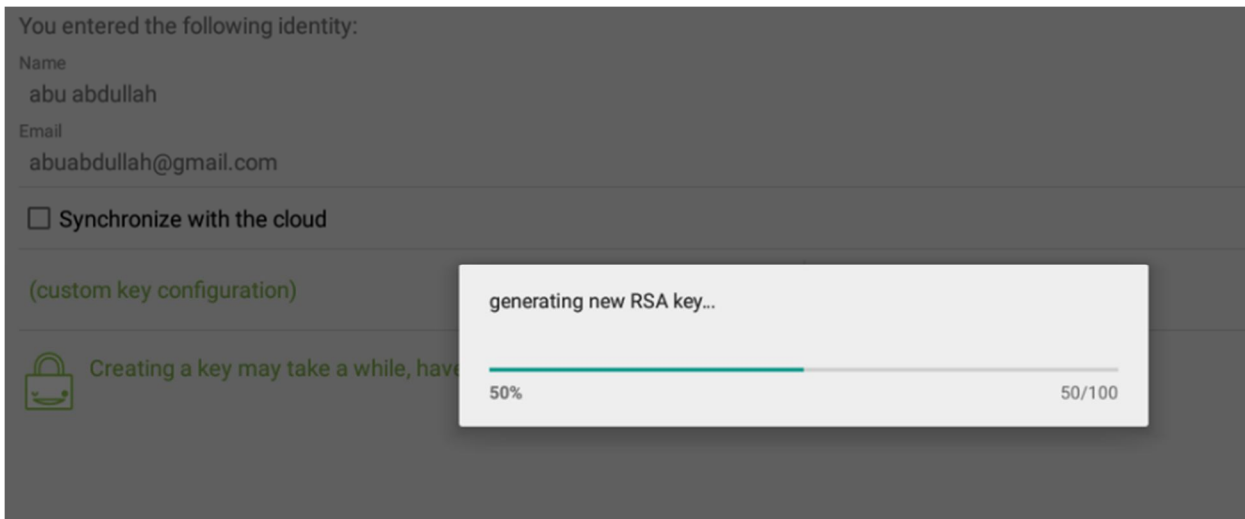 You entered the following identity:
Name
abu abdullah
Email
abuabdullah@gmail.com
Synchronize with the cloud
(custom key configuration)
generating new RSA key...
Creating a key may take a while, have
50%
50/100